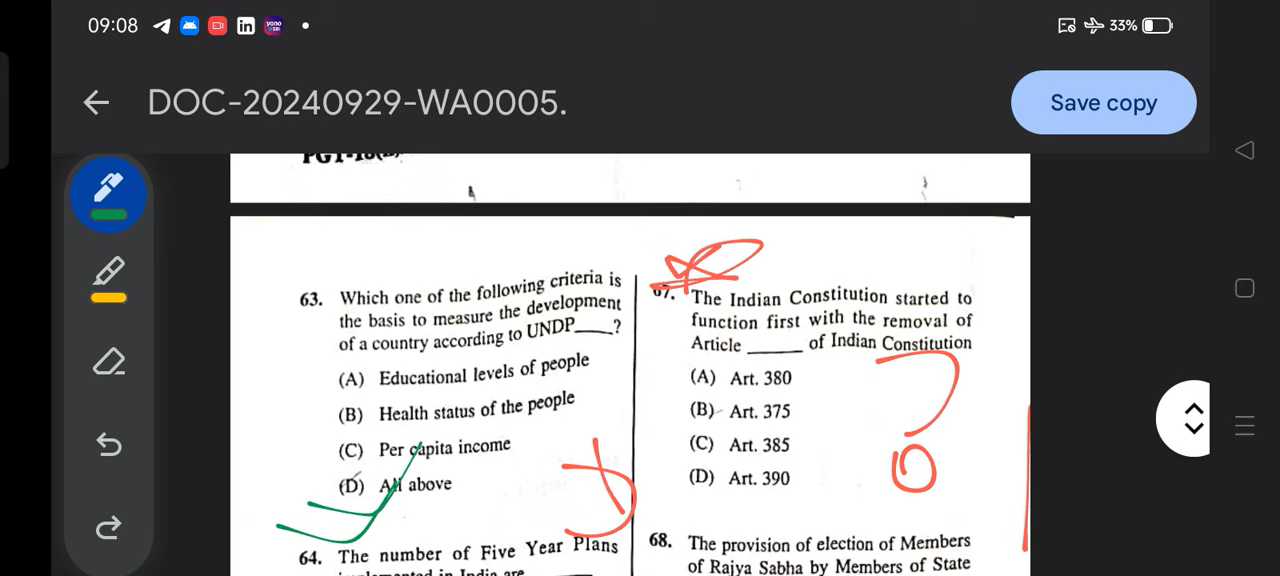 09:08
yono
SBI
33%
DOC-20240929-WA0005.
Save copy
63. Which one of the following criteria is
the basis to measure the development
of a country according to UNDP____?
(A) Educational levels of people
(B) Health status of the people
(C) Per capita income
(D) All above
64. The number of Five Year Plans
67. The Indian Constitution started to
function first with the removal of
Article ______ of Indian Constitution
(A) Art. 380
(B) Art. 375
(C) Art. 385
(D) Art. 390
68. The provision of election of Members
of Rajya Sabha by Members of State